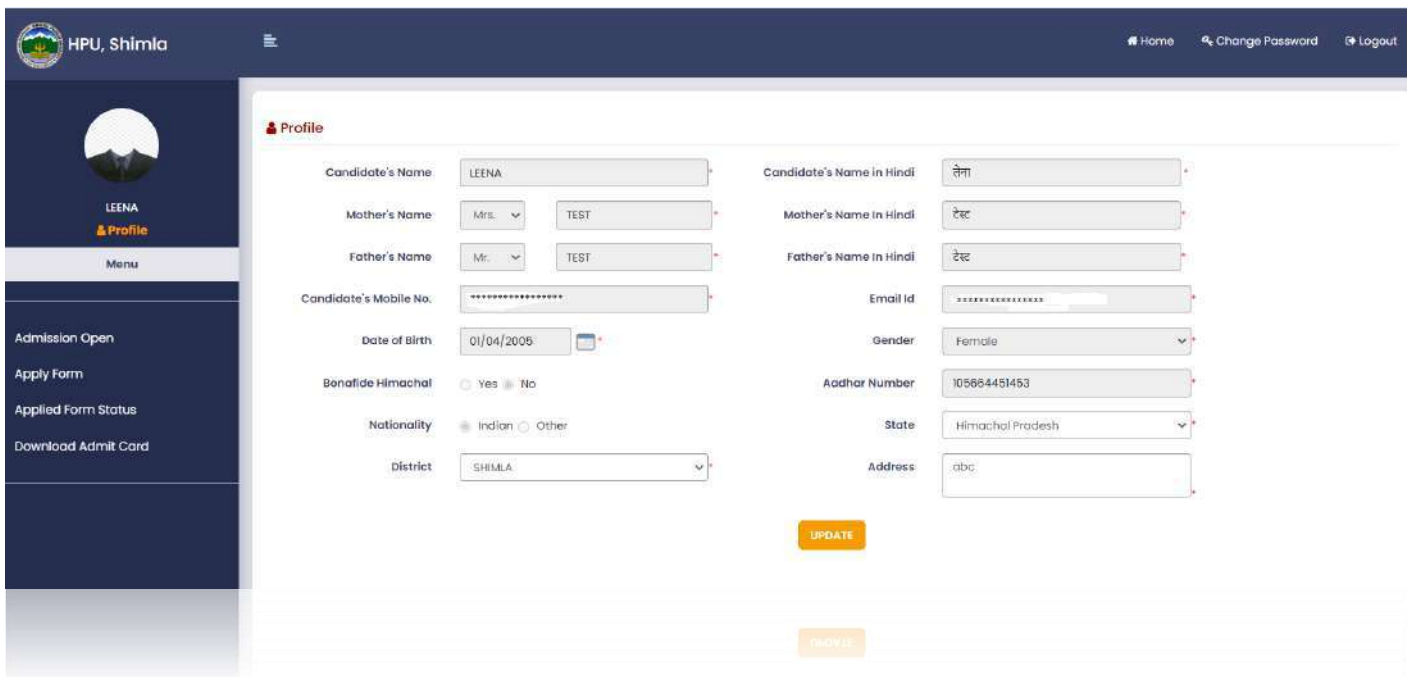 HPU, Shimla
Home Change Password Logout
LEENA
Profile
Menu
Admission Open
Apply Form
Applied Form Status
Download Admit Card
Profile
Candidate's Name LEENA * Candidate's Name in Hindi लेना *
Mother's Name Mrs. TEST * Mother's Name In Hindi टेस्ट *
Father's Name Mr. TEST * Father's Name In Hindi टेस्ट *
Candidate's Mobile No. ***************** * Email Id **************** *
Date of Birth 01/04/2005 * Gender Female *
Bonafide Himachal Yes No Aadhar Number 105664451453 *
Nationality Indian Other State Himachal Pradesh *
District SHIMLA * Address abc *
UPDATE